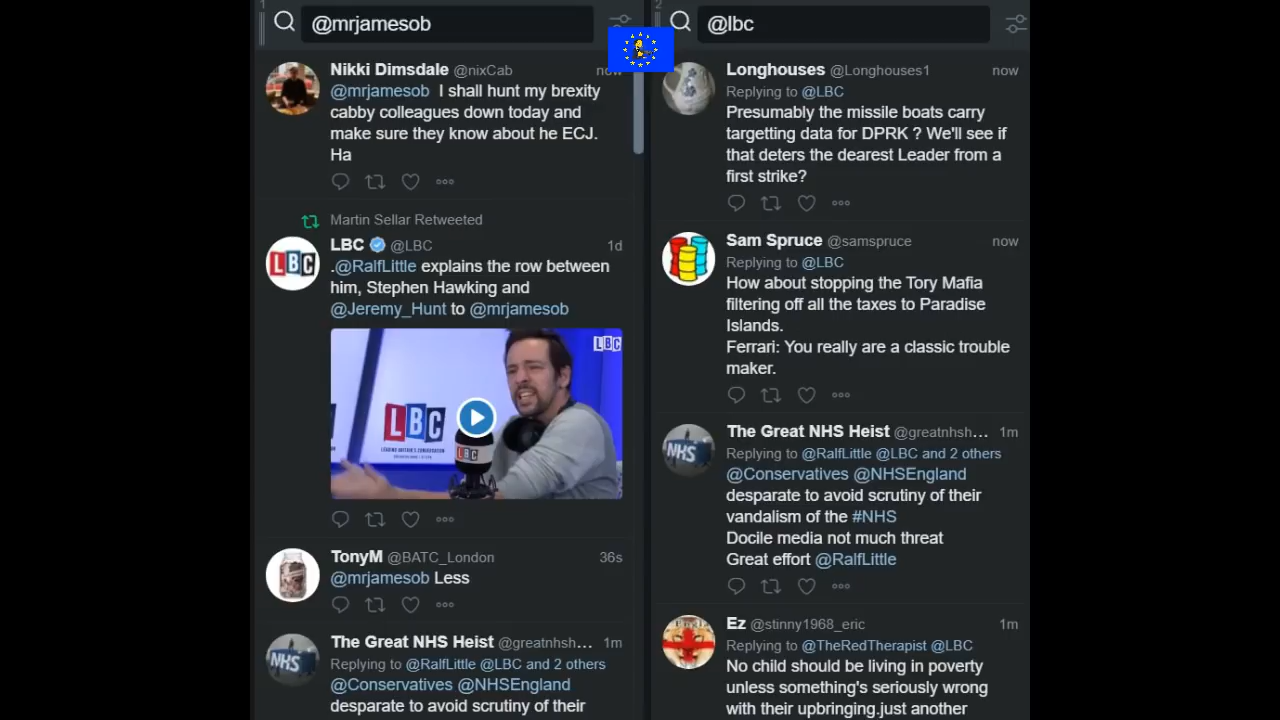 1
@mrjamesob
Nikki Dimsdale @nixCab now
@mrjamesob I shall hunt my brexity
cabby colleagues down today and
make sure they know about he ECJ.
Ha
Martin Sellar Retweeted
LBC @LBC 1d
.@RalfLittle explains the row between
him, Stephen Hawking and
@Jeremy_Hunt to @mrjamesob
LBC
LBC
LEADING BRITAIN'S CONVERSATION
LBC
TonyM @BATC_London 36s
@mrjamesob Less
The Great NHS Heist @greatnhsh... 1m
NHS
Replying to @RalfLittle @LBC and 2 others
@Conservatives @NHSEngland
desparate to avoid scrutiny of their
2
@lbc
Longhouses @Longhouses1 now
Replying to @LBC
Presumably the missile boats carry
targetting data for DPRK ? We'll see if
that deters the dearest Leader from a
first strike?
Sam Spruce @samspruce now
Replying to @LBC
How about stopping the Tory Mafia
filtering off all the taxes to Paradise
Islands.
Ferrari: You really are a classic trouble
maker.
The Great NHS Heist @greatnhsh... 1m
NHS
Replying to @RalfLittle @LBC and 2 others
@Conservatives @NHSEngland
desparate to avoid scrutiny of their
vandalism of the #NHS
Docile media not much threat
Great effort @RalfLittle
Ez @stinny1968_eric 1m
Replying to @TheRedTherapist @LBC
No child should be living in poverty
unless something's seriously wrong
with their upbringing.just another